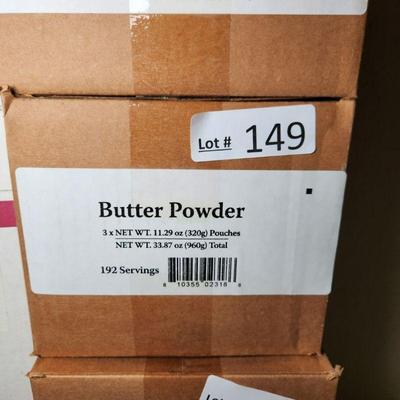 Lot # 149
Butter Powder
3 x NET WT. 11.29 oz (320g) Pouches
NET WT. 33.87 oz (960g) Total
192 Servings
8 10355 02318 8